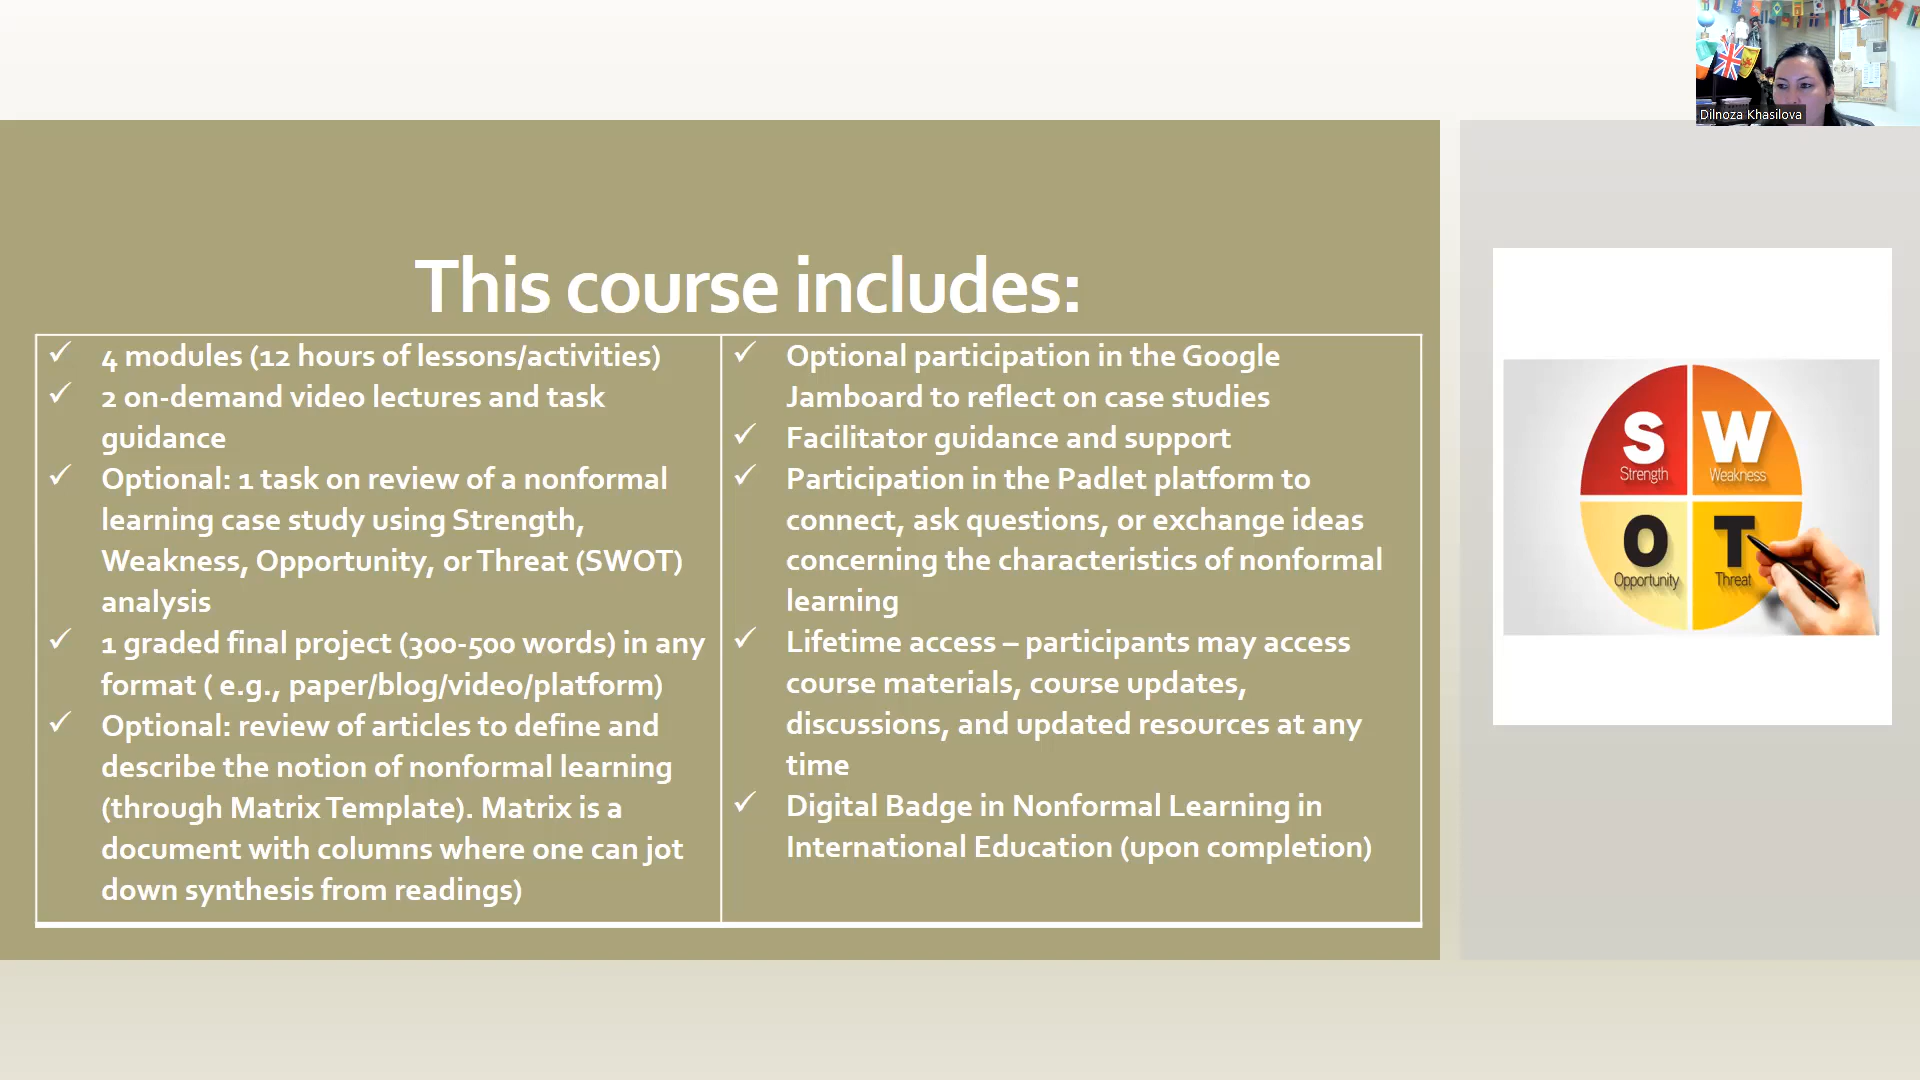 Dilnoza Khasilova
This course includes:
4 modules (12 hours of lessons/activities)
2 on-demand video lectures and task
guidance
Optional: 1 task on review of a nonformal
learning case study using Strength,
Weakness, Opportunity, or Threat (SWOT)
analysis
1 graded final project (300-500 words) in any
format ( e.g., paper/blog/video/platform)
Optional: review of articles to define and
describe the notion of nonformal learning
(through Matrix Template). Matrix is a
document with columns where one can jot
down synthesis from readings)
Optional participation in the Google
Jamboard to reflect on case studies
Facilitator guidance and support
Participation in the Padlet platform to
connect, ask questions, or exchange ideas
concerning the characteristics of nonformal
learning
Lifetime access – participants may access
course materials, course updates,
discussions, and updated resources at any
time
Digital Badge in Nonformal Learning in
International Education (upon completion)
S
Strength
W
Weakness
O
Opportunity
T
Threat